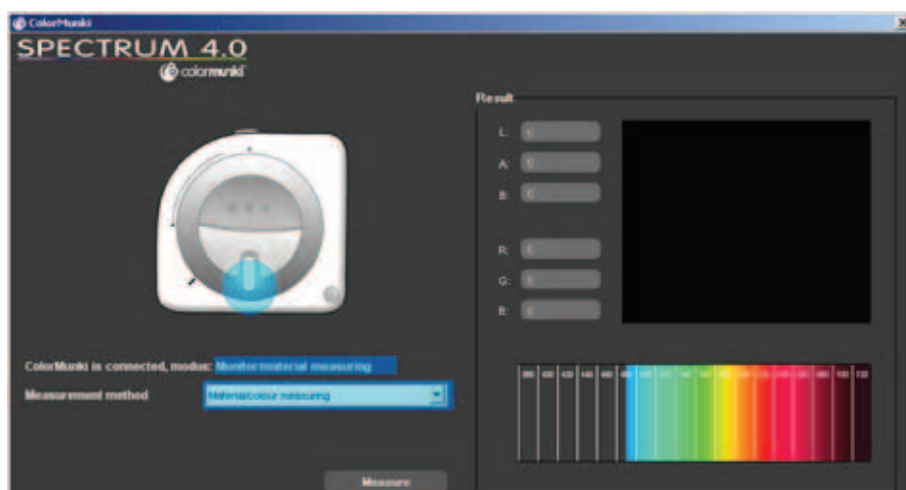 ColorMunki
SPECTRUM 4.0
colormunki
Result
L:
A:
B:
R:
G:
B:
ColorMunki is connected, modus: Monitor/material measuring
Measurement method Material/colour measuring
Measure